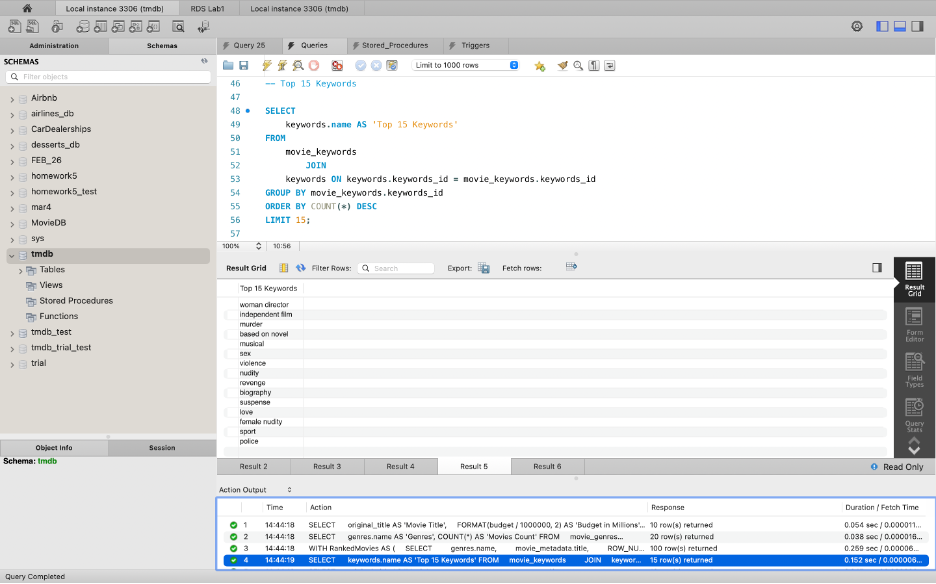 Local instance 3306 (tmdb)
RDS Lab1
Local instance 3306 (tmdb)
Administration
Schemas
Query 25
Queries
Stored_Procedures
Triggers
SCHEMAS
Filter objects
Limit to 1000 rows
Airbnb
airlines_db
CarDealerships
desserts_db
FEB_26
homework5
homework5_test
mar4
MovieDB
sys
tmdb
Tables
Views
Stored Procedures
Functions
tmdb_test
tmdb_trial_test
trial
46 -- Top 15 Keywords
47
48 SELECT
49 keywords.name AS 'Top 15 Keywords'
50 FROM
51 movie_keywords
52 JOIN
53 keywords ON keywords.keywords_id = movie_keywords.keywords_id
54 GROUP BY movie_keywords.keywords_id
55 ORDER BY COUNT(*) DESC
56 LIMIT 15;
57
100% 10:56
Result Grid Filter Rows: Search Export: Fetch rows:
Top 15 Keywords
woman director
independent film
murder
based on novel
musical
sex
violence
nudity
revenge
biography
suspense
love
female nudity
sport
police
Result Grid
Form Editor
Field Types
Query Stats
Object Info
Session
Schema: tmdb
Result 2
Result 3
Result 4
Result 5
Result 6
Read Only
Action Output
Time Action Response Duration / Fetch Time
1 14:44:18 SELECT original_title AS 'Movie Title', FORMAT(budget / 1000000, 2) AS 'Budget in Millions'... 10 row(s) returned 0.054 sec / 0.000011...
2 14:44:18 SELECT genres.name AS 'Genres', COUNT(*) AS 'Movies Count' FROM movie_genres... 20 row(s) returned 0.038 sec / 0.000016...
3 14:44:18 WITH RankedMovies AS ( SELECT genres.name, movie_metadata.title, ROW_NU... 100 row(s) returned 0.259 sec / 0.000006...
4 14:44:19 SELECT keywords.name AS 'Top 15 Keywords' FROM movie_keywords JOIN keywor... 15 row(s) returned 0.152 sec / 0.000006...
Query Completed